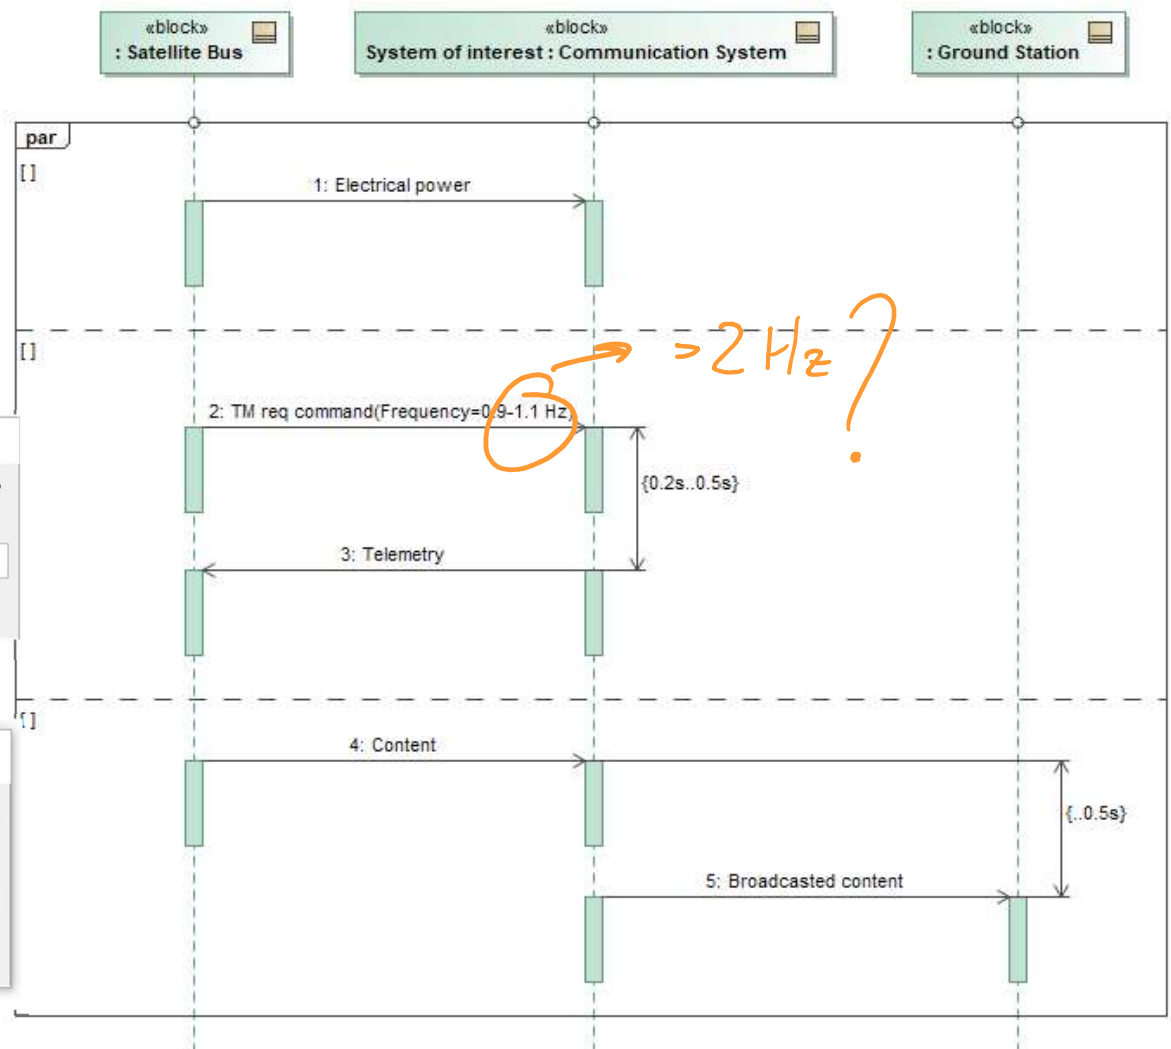 «block»
: Satellite Bus
«block»
System of interest : Communication System
«block»
: Ground Station
par
[ ]
1: Electrical power
[ ]
=2 Hz ?
2: TM req command(Frequency=0.9-1.1 Hz)
{0.2s..0.5s}
3: Telemetry
[ ]
4: Content
{..0.5s}
5: Broadcasted content